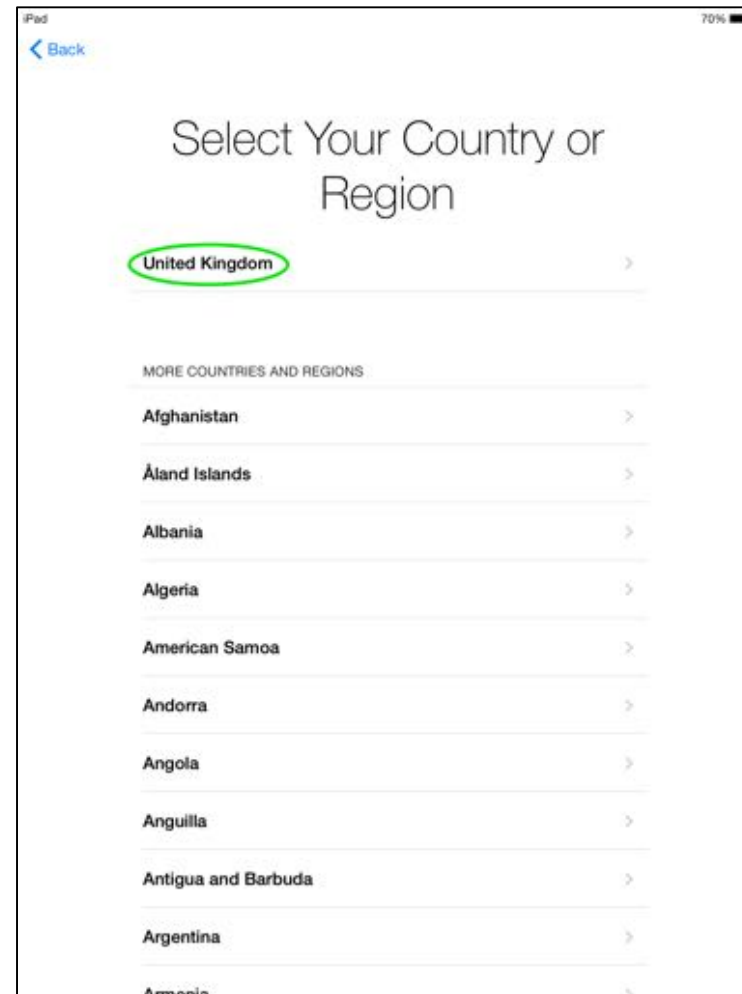 iPad
70%
Back
Select Your Country or
Region
United Kingdom
MORE COUNTRIES AND REGIONS
Afghanistan
Åland Islands
Albania
Algeria
American Samoa
Andorra
Angola
Anguilla
Antigua and Barbuda
Argentina
Armenia